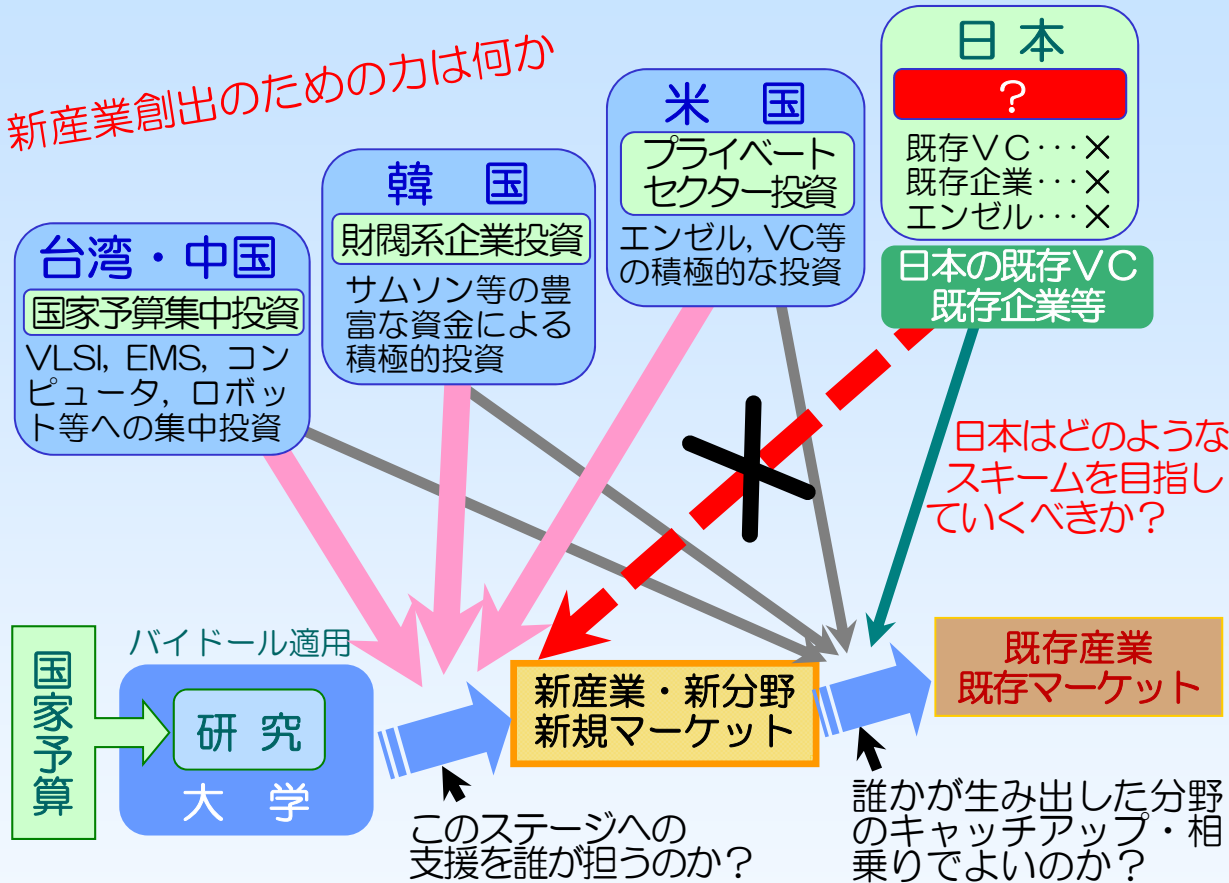 新産業創出のための力は何か
日 本
?
既存VC･･･×
既存企業･･･×
エンゼル･･･×
米 国
プライベート
セクター投資
エンゼル, VC等
の積極的な投資
韓 国
財閥系企業投資
サムソン等の豊
富な資金による
積極的投資
台湾・中国
国家予算集中投資
VLSI, EMS, コン
ピュータ, ロボッ
ト等への集中投資
日本の既存VC
既存企業等
日本はどのような
スキームを目指し
ていくべきか?
国家予算
バイドール適用
研 究
大 学
新産業・新分野
新規マーケット
既存産業
既存マーケット
このステージへの
支援を誰が担うのか?
誰かが生み出した分野
のキャッチアップ・相
乗りでよいのか?